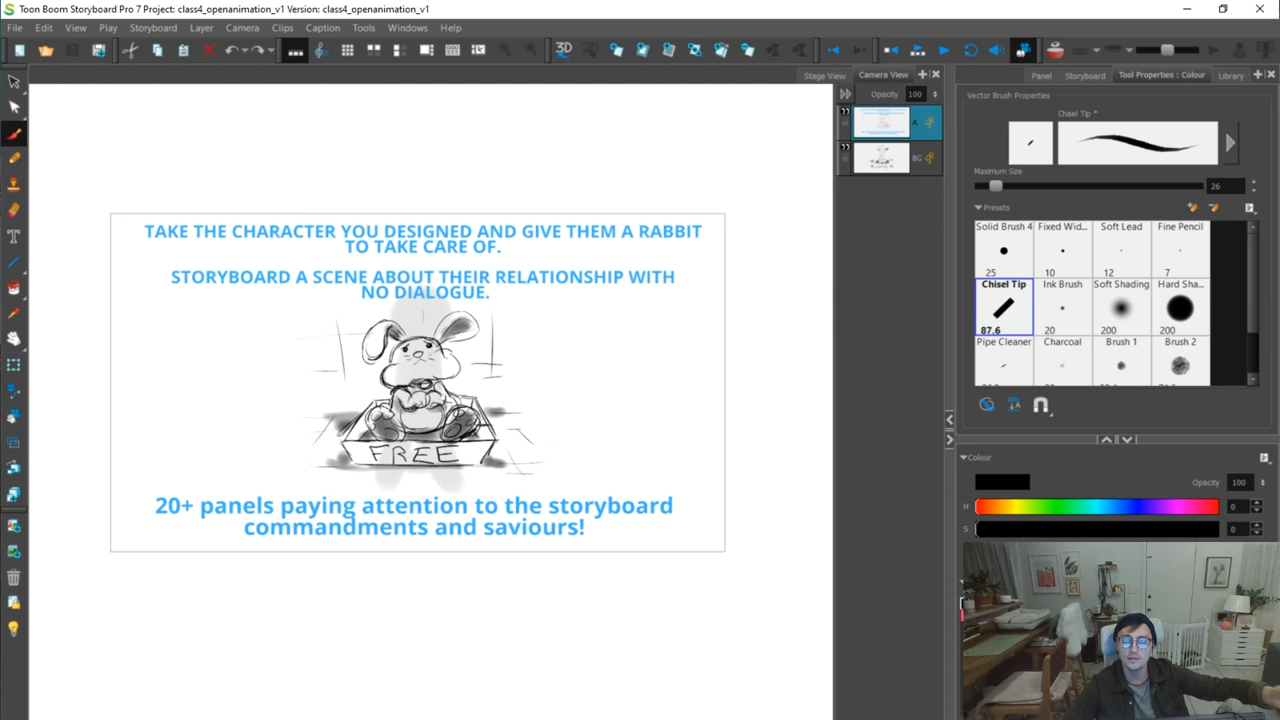 Toon Boom Storyboard Pro 7 Project: class4_openanimation_v1 Version: class4_openanimation_v1
File Edit View Play Storyboard Layer Camera Clips Caption Tools Windows Help
3D
Stage View Camera View
Panel Storyboard Tool Properties : Colour Library
Opacity 100
A
BG
Vector Brush Properties
Chisel Tip *
Maximum Size
26
Presets
Solid Brush 4 Fixed Wid... Soft Lead Fine Pencil
25 10 12 7
Chisel Tip Ink Brush Soft Shading Hard Sha...
87.6 20 200 200
Pipe Cleaner Charcoal Brush 1 Brush 2
Colour
Opacity 100
H 0
S 0
TAKE THE CHARACTER YOU DESIGNED AND GIVE THEM A RABBIT
TO TAKE CARE OF.
STORYBOARD A SCENE ABOUT THEIR RELATIONSHIP WITH
NO DIALOGUE.
FREE
20+ panels paying attention to the storyboard
commandments and saviours!